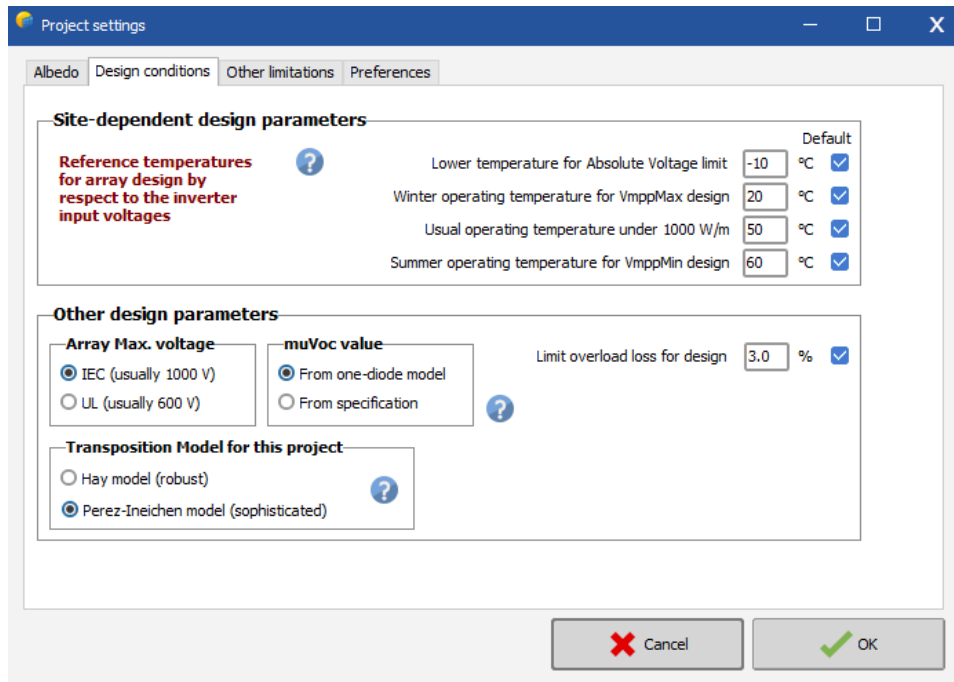 Project settings
Albedo Design conditions Other limitations Preferences
Site-dependent design parameters
Default
Reference temperatures
for array design by
respect to the inverter
input voltages
?
Lower temperature for Absolute Voltage limit -10 ºC
Winter operating temperature for VmppMax design 20 ºC
Usual operating temperature under 1000 W/m 50 ºC
Summer operating temperature for VmppMin design 60 ºC
Other design parameters
Array Max. voltage
IEC (usually 1000 V)
UL (usually 600 V)
muVoc value
From one-diode model
From specification
?
Limit overload loss for design 3.0 %
Transposition Model for this project
Hay model (robust)
Perez-Ineichen model (sophisticated)
?
Cancel OK